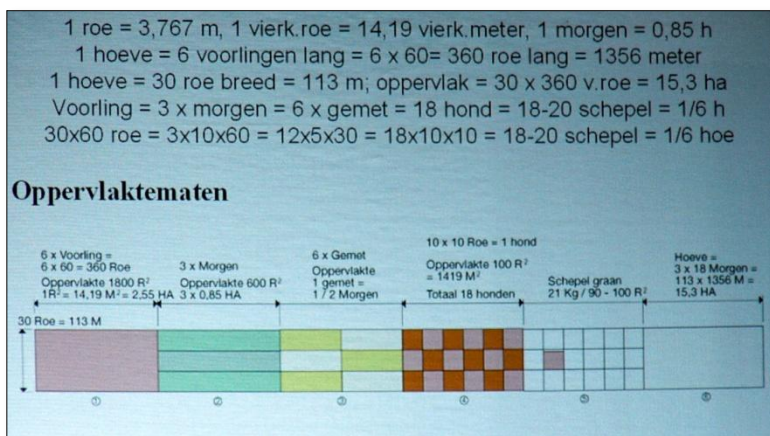 1 roe = 3,767 m, 1 vierk.roe = 14,19 vierk.meter, 1 morgen = 0,85 h
1 hoeve = 6 voorlingen lang = 6 x 60= 360 roe lang = 1356 meter
1 hoeve = 30 roe breed = 113 m; oppervlak = 30 x 360 v.roe = 15,3 ha
Voorling = 3 x morgen = 6 x gemet = 18 hond = 18-20 schepel = 1/6 h
30x60 roe = 3x10x60 = 12x5x30 = 18x10x10 = 18-20 schepel = 1/6 hoe
Oppervlaktematen
6 x Voorling =
6 x 60 = 360 Roe
Oppervlakte 1800 R²
1R² = 14,19 M² = 2,55 HA
3 x Morgen
Oppervlakte 600 R²
3 x 0,85 HA
6 x Gemet
Oppervlakte
1 gemet =
1/2 Morgen
10 x 10 Roe = 1 hond
Oppervlakte 100 R²
= 1419 M²
Totaal 18 honden
Schepel graan
21 Kg / 90 - 100 R²
Hoeve =
3 x 18 Morgen =
113 x 1356 M =
15,3 HA
30 Roe = 113 M
① ② ③ ④ ⑤ ⑥